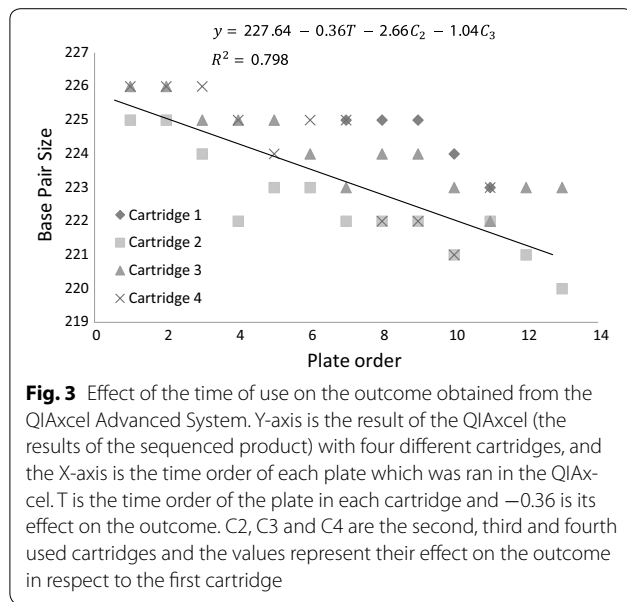 y = 227.64 − 0.36T − 2.66C₂ − 1.04C₃
R² = 0.798
227
226
225
224
223
222
221
220
219
Base Pair Size
Cartridge 1
Cartridge 2
Cartridge 3
Cartridge 4
0 2 4 6 8 10 12 14
Plate order
Fig. 3 Effect of the time of use on the outcome obtained from the
QIAxcel Advanced System. Y-axis is the result of the QIAxcel (the
results of the sequenced product) with four different cartridges, and
the X-axis is the time order of each plate which was ran in the QIAx-
cel. T is the time order of the plate in each cartridge and −0.36 is its
effect on the outcome. C2, C3 and C4 are the second, third and fourth
used cartridges and the values represent their effect on the outcome
in respect to the first cartridge